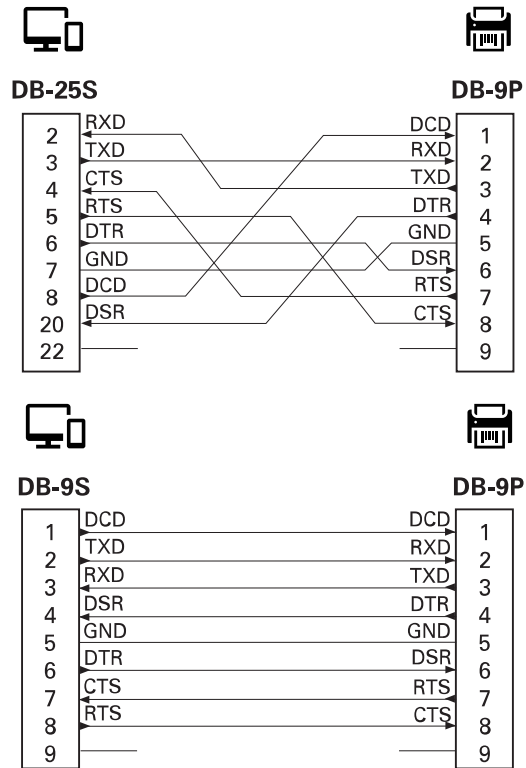 DB-25S DB-9P
RXD DCD
2 1
TXD RXD
3 2
CTS TXD
4 3
RTS DTR
5 4
DTR GND
6 5
GND DSR
7 6
DCD RTS
8 7
DSR CTS
20 8
22 9
DB-9S DB-9P
DCD DCD
1 1
TXD RXD
2 2
RXD TXD
3 3
DSR DTR
4 4
GND GND
5 5
DTR DSR
6 6
CTS RTS
7 7
RTS CTS
8 8
9 9